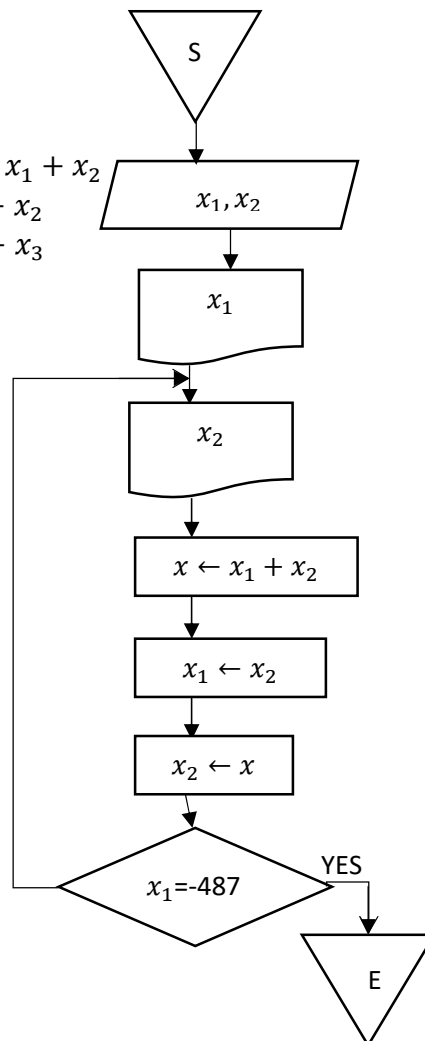 S
x₁ + x₂
x₁, x₂
- x₂
- x₃
x₁
x₂
x ← x₁ + x₂
x₁ ← x₂
x₂ ← x
x₁=-487
YES
E